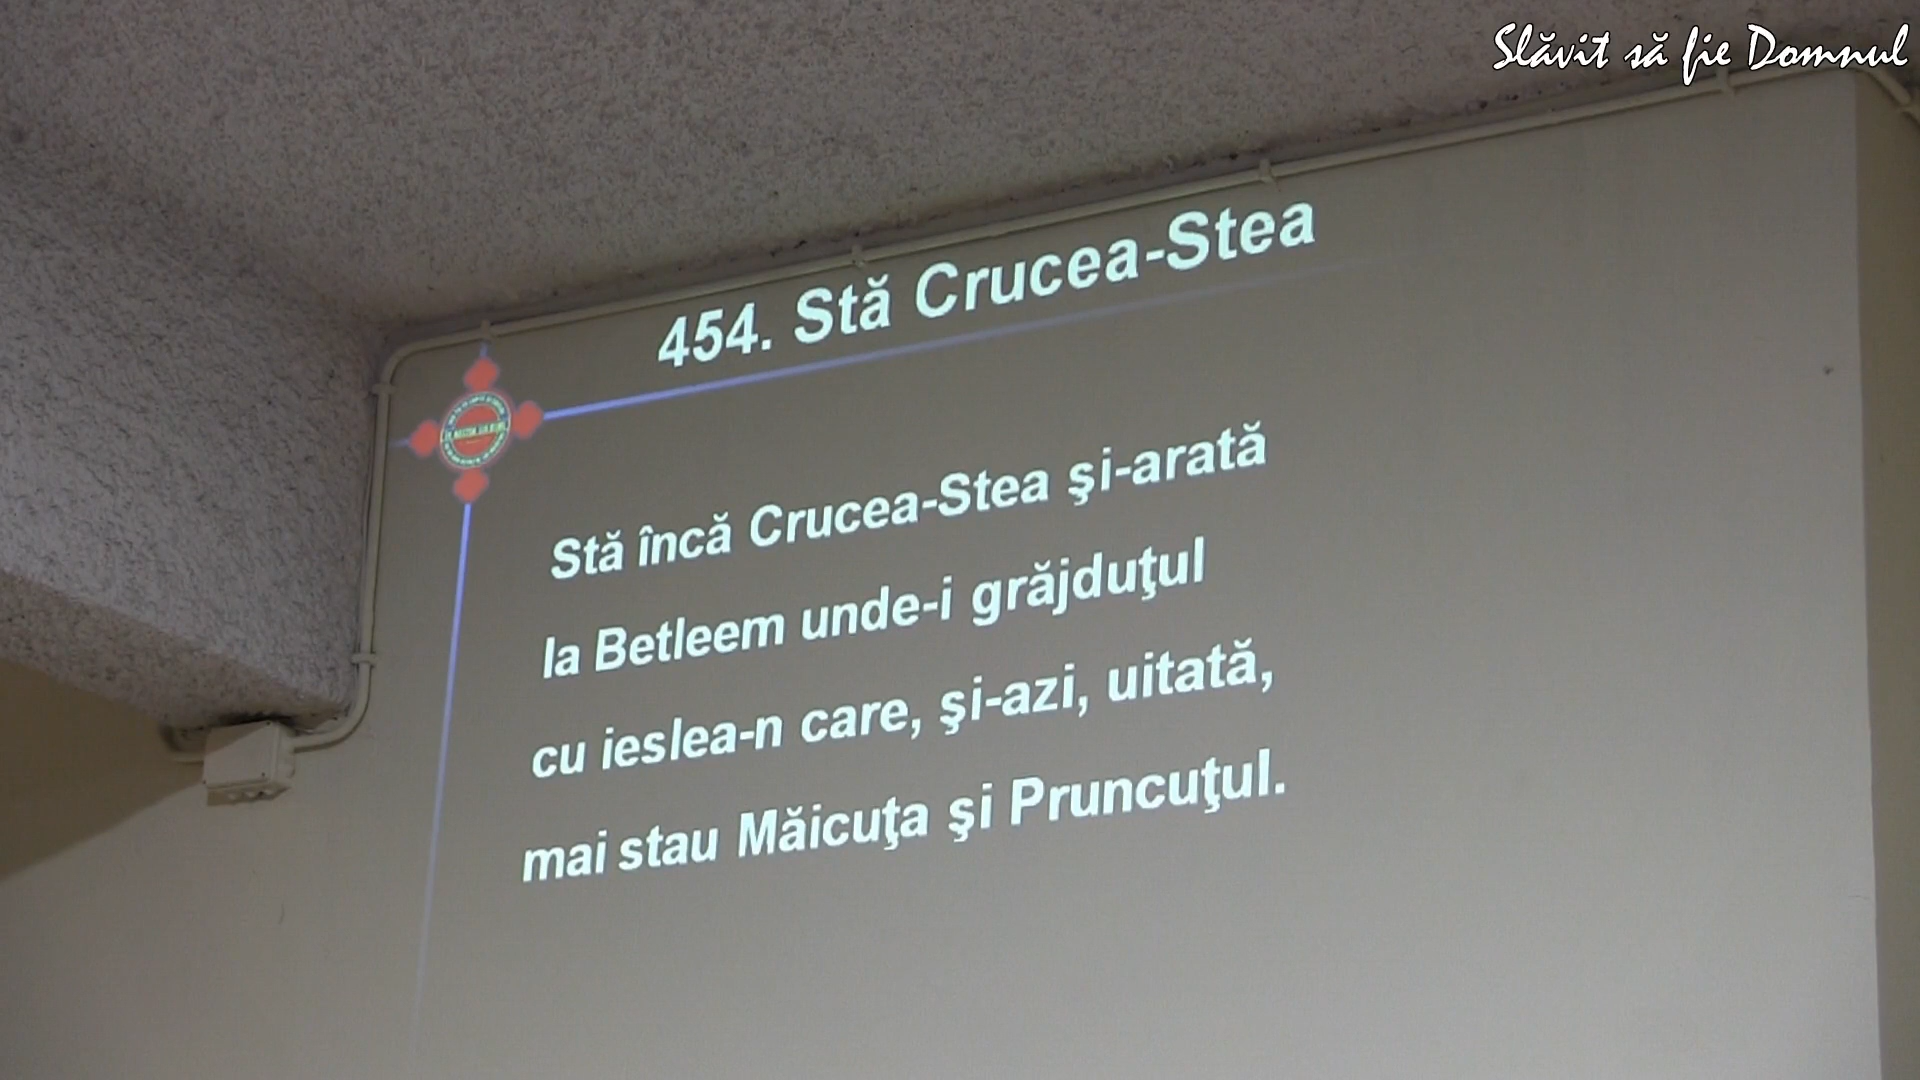 Slăvit să fie Domnul
454. Stă Crucea-Stea
Stă încă Crucea-Stea şi-arată
la Betleem unde-i grăjduţul
cu ieslea-n care, şi-azi, uitată,
mai stau Măicuţa şi Pruncuţul.